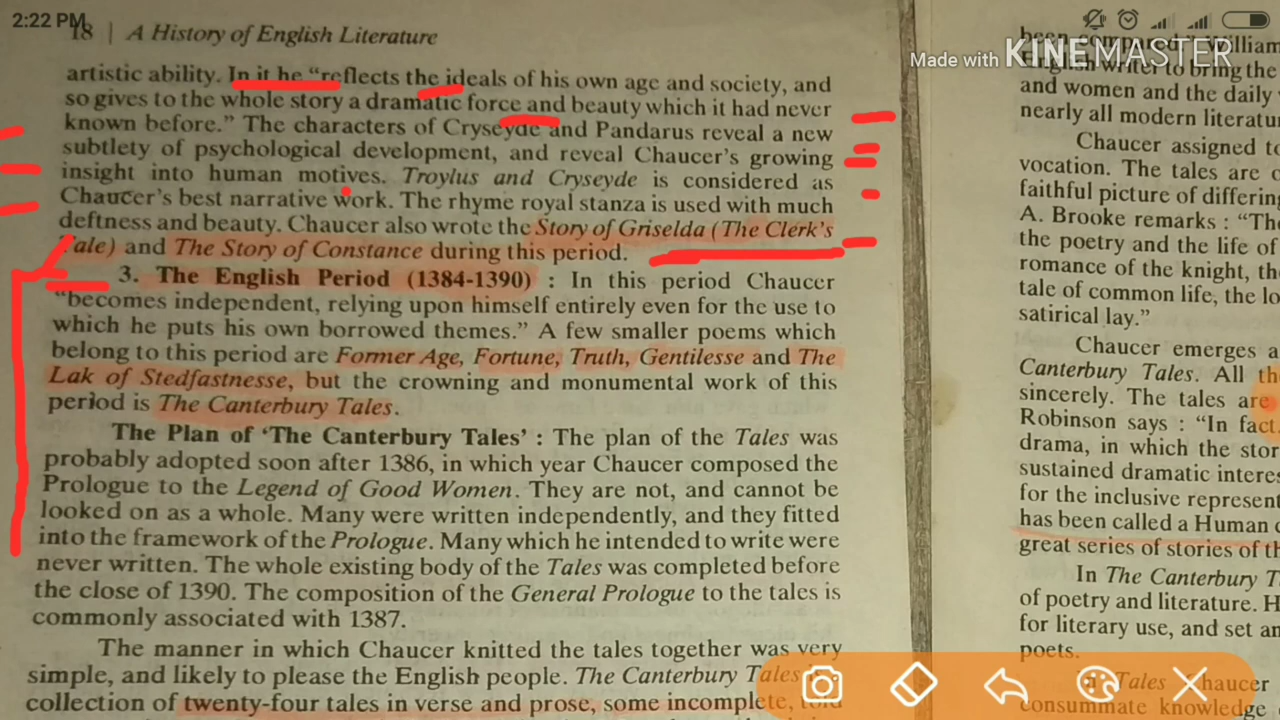 2:22 PM
18 | A History of English Literature
artistic ability. In it he “reflects the ideals of his own age and society, and
so gives to the whole story a dramatic force and beauty which it had never
known before.” The characters of Cryseyde and Pandarus reveal a new
subtlety of psychological development, and reveal Chaucer's growing
insight into human motives. Troylus and Cryseyde is considered as
Chaucer's best narrative work. The rhyme royal stanza is used with much
deftness and beauty. Chaucer also wrote the Story of Griselda (The Clerk's
Tale) and The Story of Constance during this period.
3. The English Period (1384-1390) : In this period Chaucer
“becomes independent, relying upon himself entirely even for the use to
which he puts his own borrowed themes.” A few smaller poems which
belong to this period are Former Age, Fortune, Truth, Gentilesse and The
Lak of Stedfastnesse, but the crowning and monumental work of this
period is The Canterbury Tales.
The Plan of ‘The Canterbury Tales’ : The plan of the Tales was
probably adopted soon after 1386, in which year Chaucer composed the
Prologue to the Legend of Good Women. They are not, and cannot be
looked on as a whole. Many were written independently, and they fitted
into the framework of the Prologue. Many which he intended to write were
never written. The whole existing body of the Tales was completed before
the close of 1390. The composition of the General Prologue to the tales is
commonly associated with 1387.
The manner in which Chaucer knitted the tales together was very
simple, and likely to please the English people. The Canterbury Tales
collection of twenty-four tales in verse and prose, some incomplete,
been compared William
Made with KINEMASTER
English writer to bring the
and women and the daily
nearly all modern literatu
Chaucer assigned to
vocation. The tales are
faithful picture of differing
A. Brooke remarks : “Th
the poetry and the life of
romance of the knight, th
tale of common life, the lo
satirical lay.”
Chaucer emerges a
Canterbury Tales. All th
sincerely. The tales are
Robinson says : “In fact.
drama, in which the stor
sustained dramatic interes
for the inclusive represent
has been called a Human
great series of stories of th
In The Canterbury T
of poetry and literature. H
for literary use, and set an
poets.
Tales Chaucer
consummate knowledge